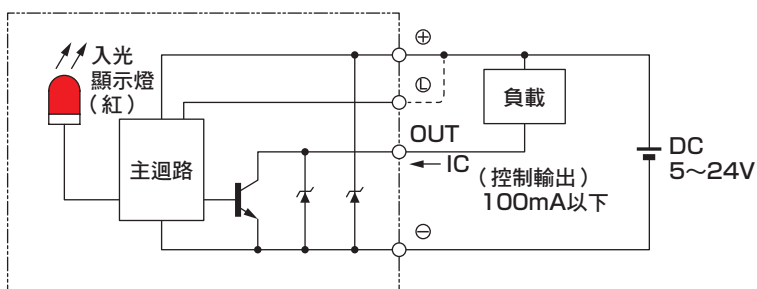 入光
顯示燈
（紅）
主迴路
⊕
Ⓛ
OUT
IC
⊖
負載
（控制輸出）
100mA以下
DC
5～24V